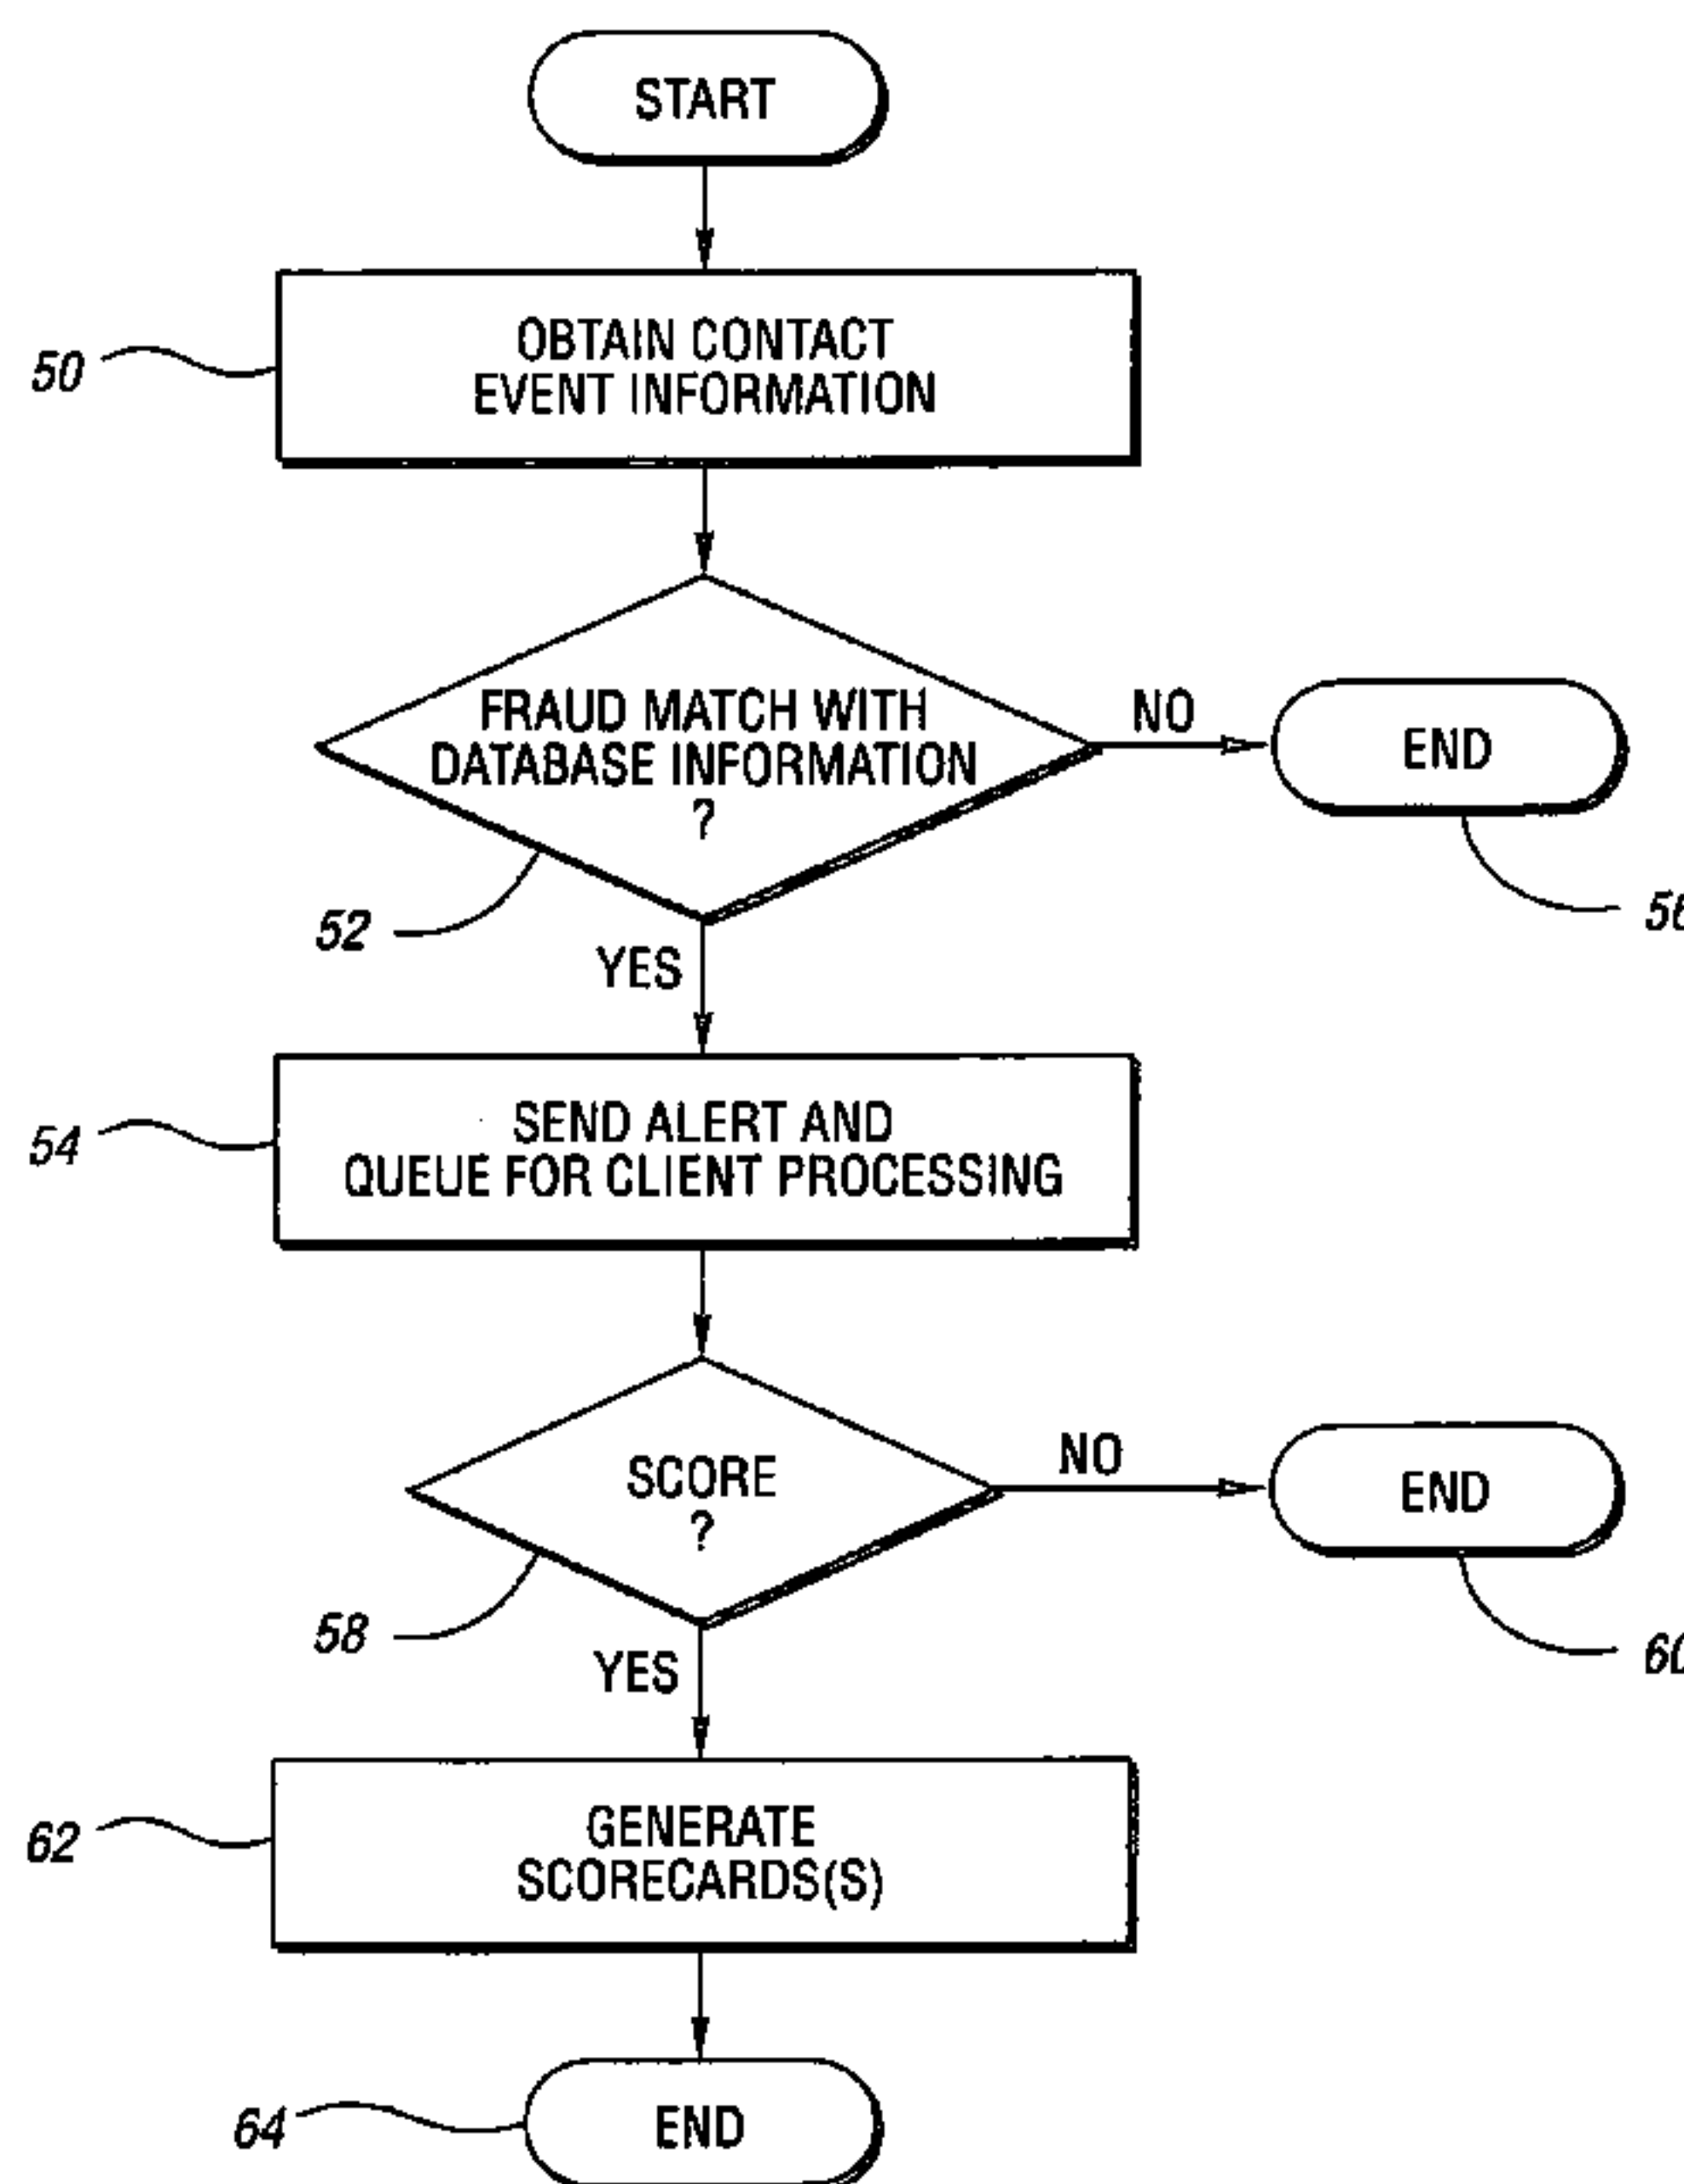 START
50
OBTAIN CONTACT
EVENT INFORMATION
FRAUD MATCH WITH
DATABASE INFORMATION
?
NO
END
52
YES
54
SEND ALERT AND
QUEUE FOR CLIENT PROCESSING
SCORE
?
NO
END
58
YES
62
GENERATE
SCORECARDS(S)
64
END